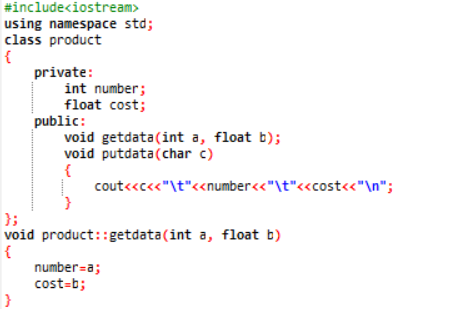 #include<iostream>
using namespace std;
class product
{
    private:
        int number;
        float cost;
    public:
        void getdata(int a, float b);
        void putdata(char c)
        {
            cout<<c<<"\t"<<number<<"\t"<<cost<<"\n";
        }
};
void product::getdata(int a, float b)
{
    number=a;
    cost=b;
}